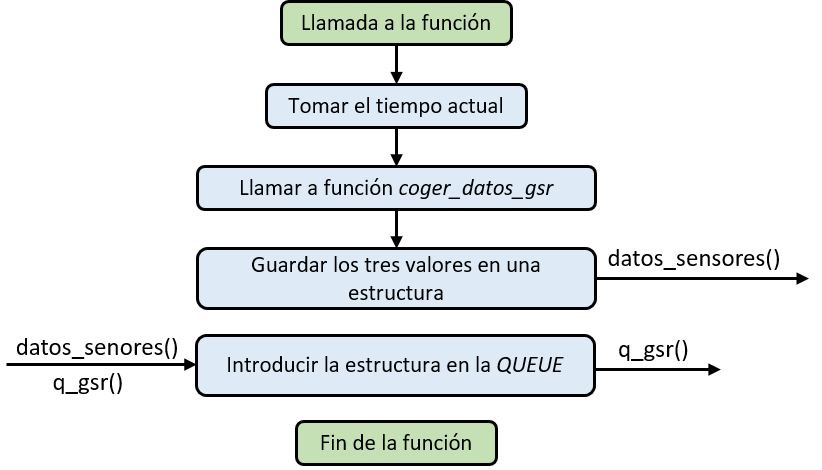 Llamada a la función
Tomar el tiempo actual
Llamar a función coger_datos_gsr
Guardar los tres valores en una
estructura
datos_sensores()
datos_senores()
q_gsr()
Introducir la estructura en la QUEUE
q_gsr()
Fin de la función